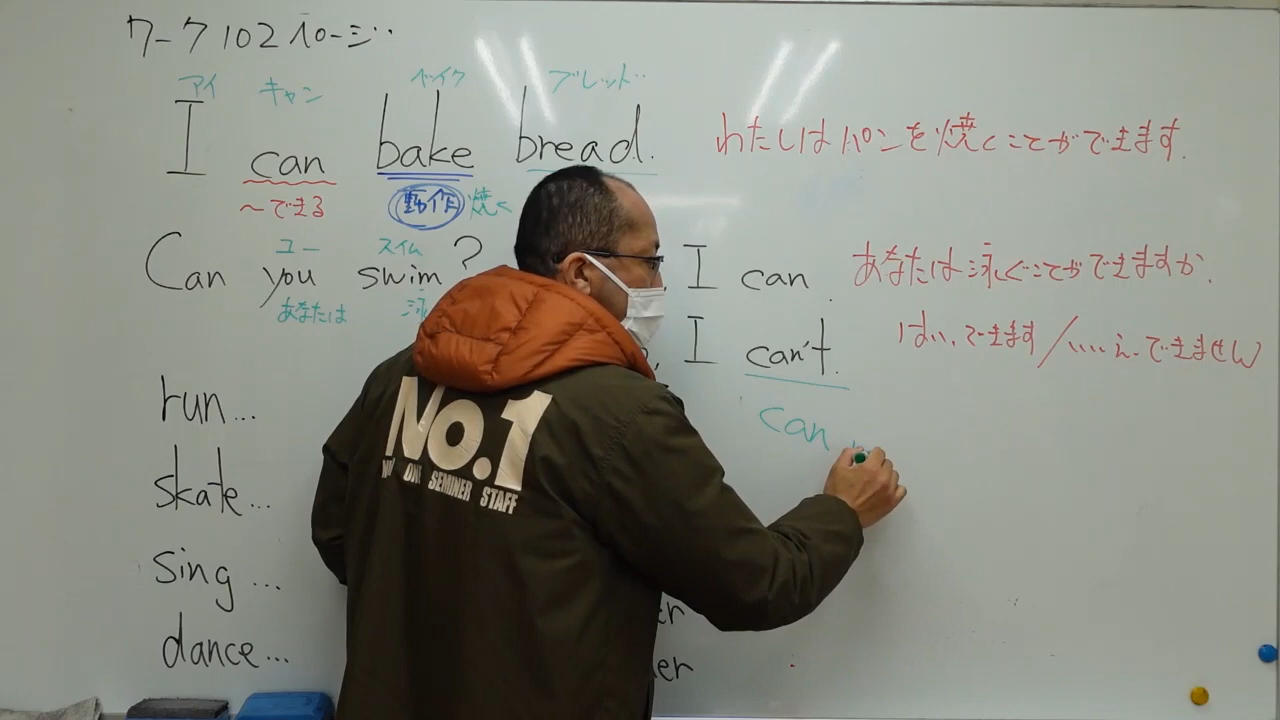 ワーク102ページ
アイ キャン ベイク ブレッド
I can bake bread. わたしはパンを焼くことができます.
〜できる 動作 焼く
ユー スイム
Can you swim? I can. あなたは泳ぐことができますか.
あなたは 泳
I can't. はい、できます/いいえ、できません
can
run...
skate...
sing...
dance...
er
er
No.1
ONE SEMINER STAFF